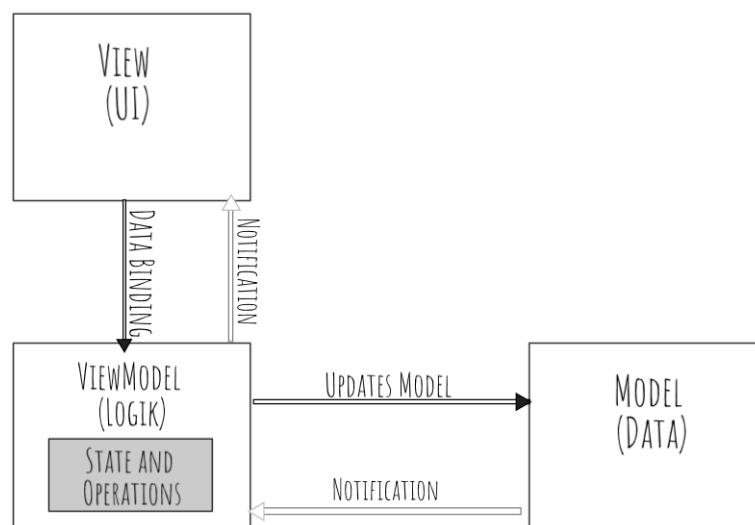 VIEW
(UI)
DATA BINDING
NOTIFICATION
VIEWMODEL
(LOGIK)
STATE AND
OPERATIONS
UPDATES MODEL
NOTIFICATION
MODEL
(DATA)